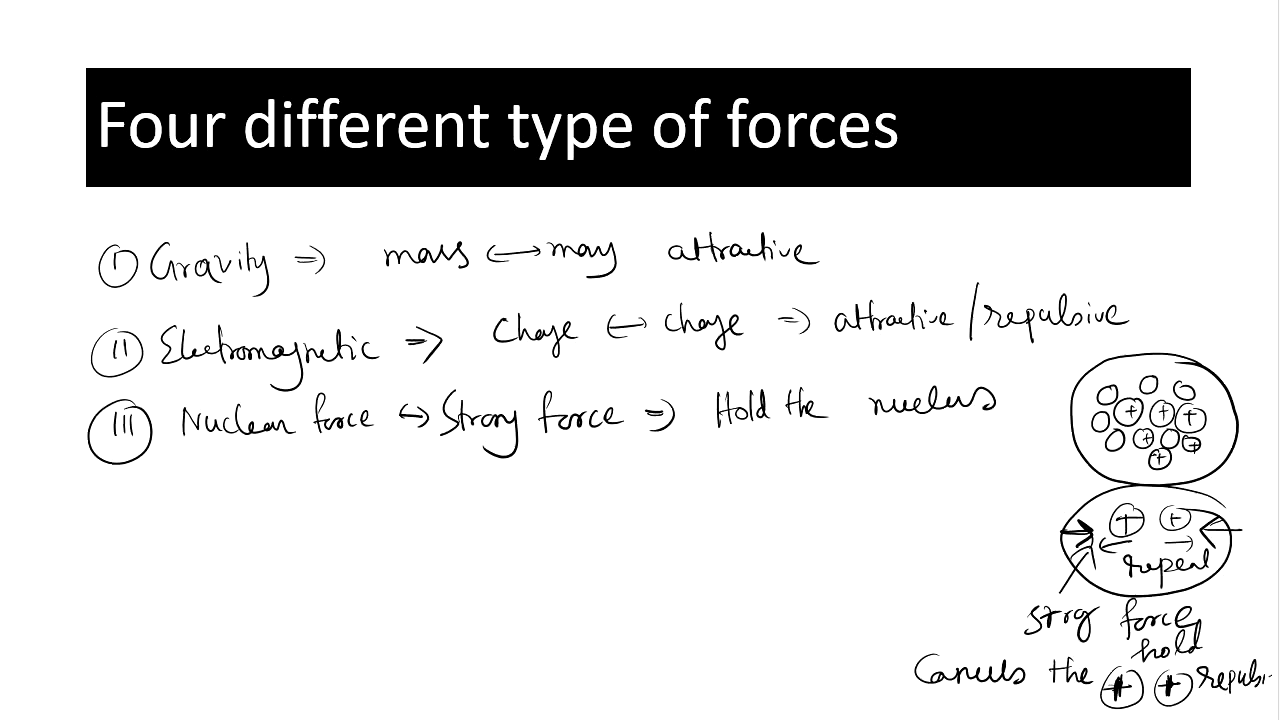 Four different type of forces
I Gravity ⇒ mass ⟷ mass attractive
II Electromagnetic ⇒ Charge ⟷ charge ⇒ attractive / repulsive
III Nuclear force ↔ Strong force ⇒ Hold the nucleus
+ + +
+ +
+
+ +
repeal
strg force
hold
Cancels the + + repulsi